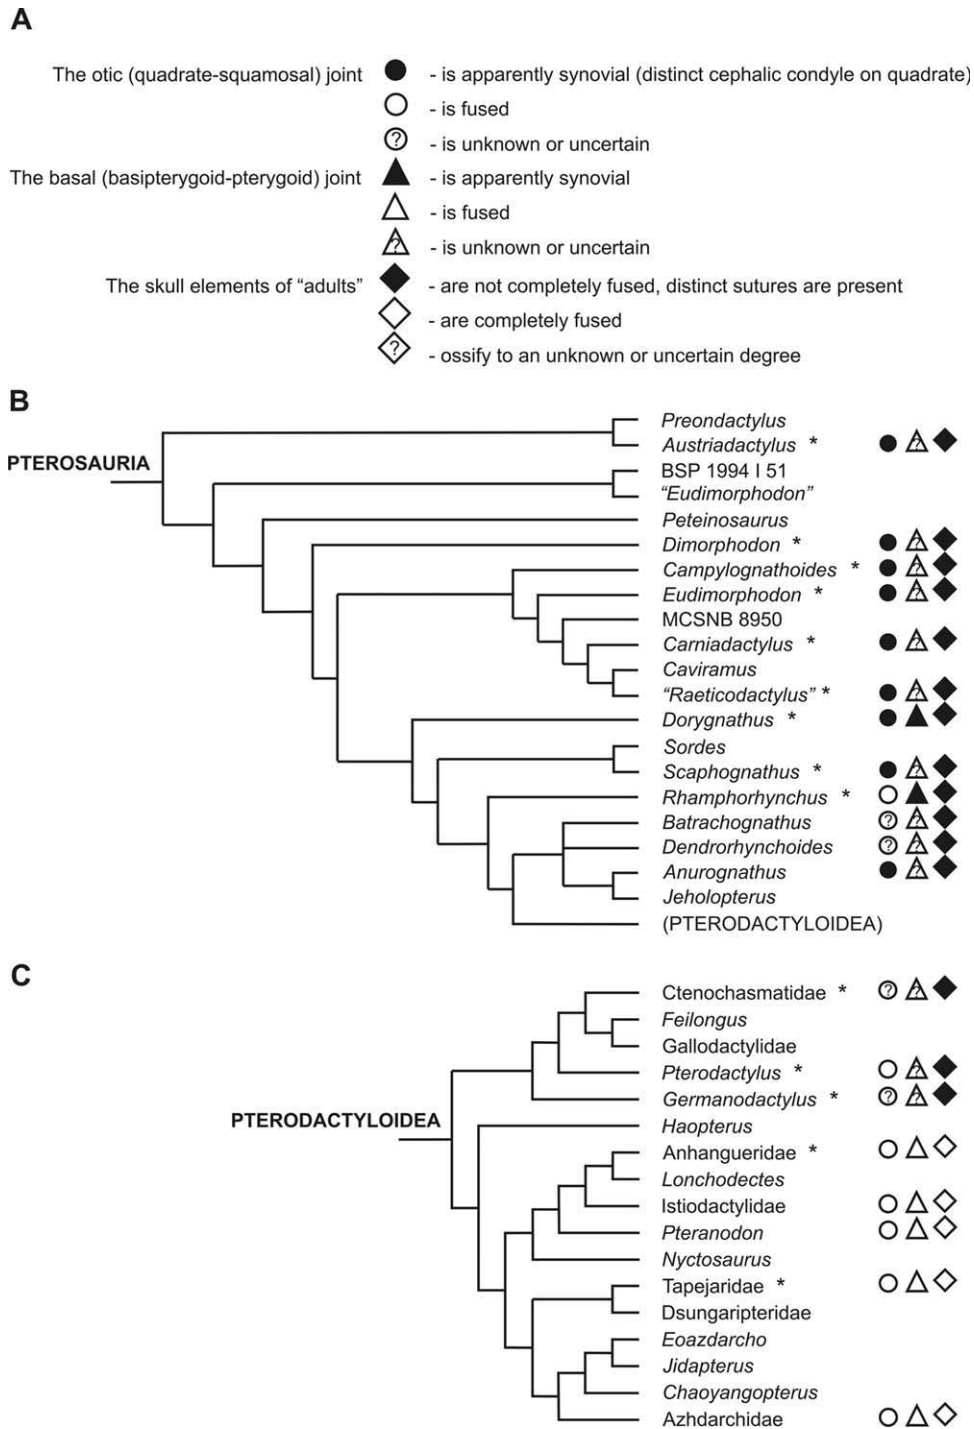 A
The otic (quadrate-squamosal) joint - is apparently synovial (distinct cephalic condyle on quadrate)
- is fused
? - is unknown or uncertain
The basal (basipterygoid-pterygoid) joint - is apparently synovial
- is fused
? - is unknown or uncertain
The skull elements of “adults” - are not completely fused, distinct sutures are present
- are completely fused
? - ossify to an unknown or uncertain degree
B
PTEROSAURIA
Preondactylus
Austriadactylus * ?
BSP 1994 I 51
“Eudimorphodon”
Peteinosaurus
Dimorphodon * ?
Campylognathoides * ?
Eudimorphodon * ?
MCSNB 8950
Carniadactylus * ?
Caviramus
“Raeticodactylus” * ?
Dorygnathus *
Sordes
Scaphognathus * ?
Rhamphorhynchus *
Batrachognathus ? ?
Dendrorhynchoides ? ?
Anurognathus ?
Jeholopterus
(PTERODACTYLOIDEA)
C
PTERODACTYLOIDEA
Ctenochasmatidae * ? ?
Feilongus
Gallodactylidae
Pterodactylus * ?
Germanodactylus * ? ?
Haopterus
Anhangueridae *
Lonchodectes
Istiodactylidae
Pteranodon
Nyctosaurus
Tapejaridae *
Dsungaripteridae
Eoazdarcho
Jidapterus
Chaoyangopterus
Azhdarchidae